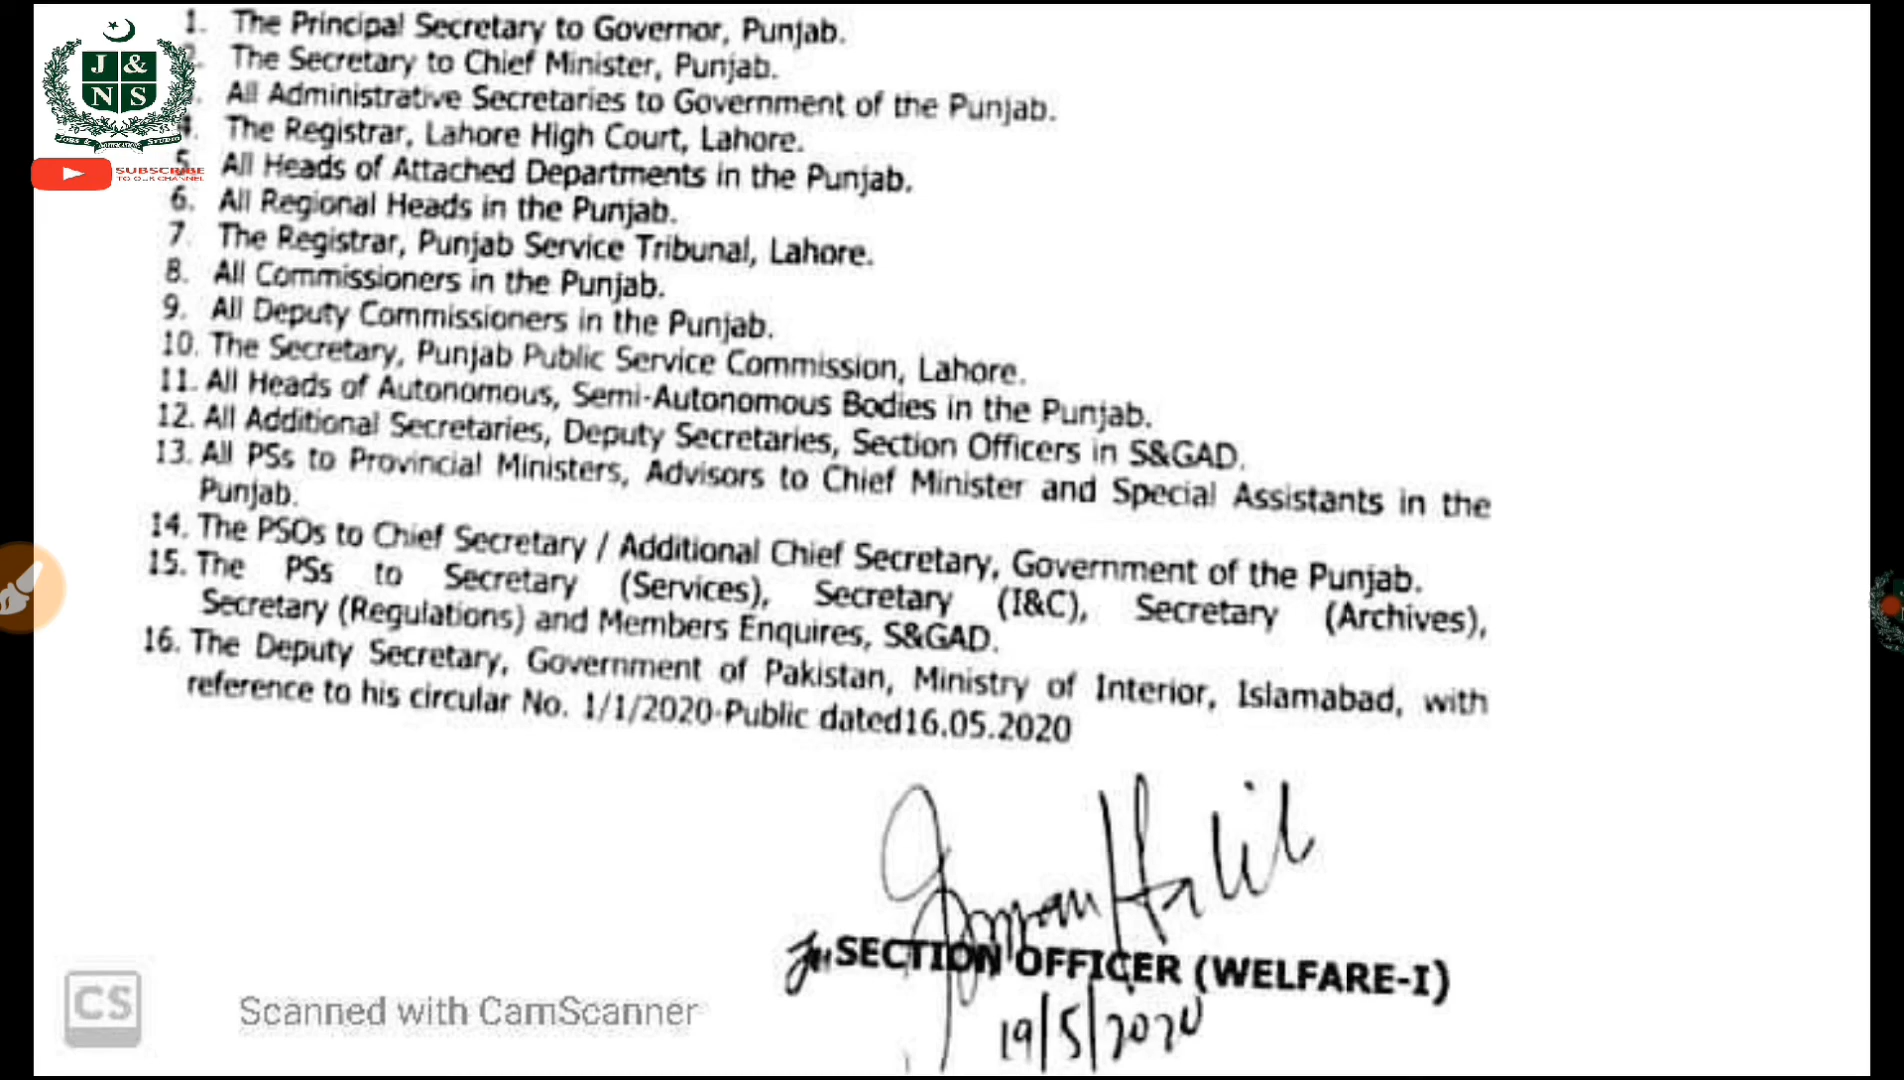 1. The Principal Secretary to Governor, Punjab.
The Secretary to Chief Minister, Punjab.
All Administrative Secretaries to Government of the Punjab.
4. The Registrar, Lahore High Court, Lahore.
5. All Heads of Attached Departments in the Punjab.
6. All Regional Heads in the Punjab.
7. The Registrar, Punjab Service Tribunal, Lahore.
8. All Commissioners in the Punjab.
9. All Deputy Commissioners in the Punjab.
10. The Secretary, Punjab Public Service Commission, Lahore.
11. All Heads of Autonomous, Semi-Autonomous Bodies in the Punjab.
12. All Additional Secretaries, Deputy Secretaries, Section Officers in S&GAD.
13. All PSs to Provincial Ministers, Advisors to Chief Minister and Special Assistants in the
Punjab.
14. The PSOs to Chief Secretary / Additional Chief Secretary, Government of the Punjab.
15. The PSs to Secretary (Services), Secretary (I&C), Secretary (Archives),
Secretary (Regulations) and Members Enquires, S&GAD.
16. The Deputy Secretary, Government of Pakistan, Ministry of Interior, Islamabad, with
reference to his circular No. 1/1/2020-Public dated16.05.2020
SECTION OFFICER (WELFARE-I)
19/5/2020
J &
N S
SUBSCRIBE
TO OUR CHANNEL
CS
Scanned with CamScanner